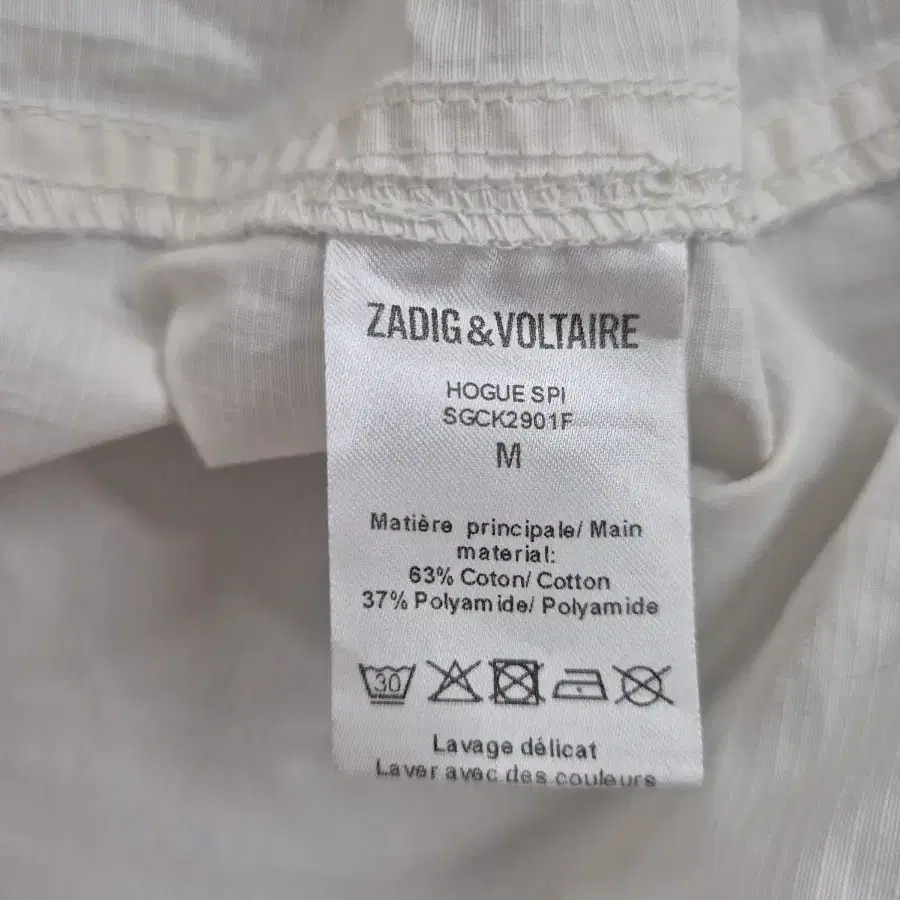 ZADIG&VOLTAIRE
HOGUE SPI
SGCK2901F
M
Matière principale/ Main
material:
63% Coton/ Cotton
37% Polyamide/ Polyamide
30
Lavage délicat
Laver avec des couleurs